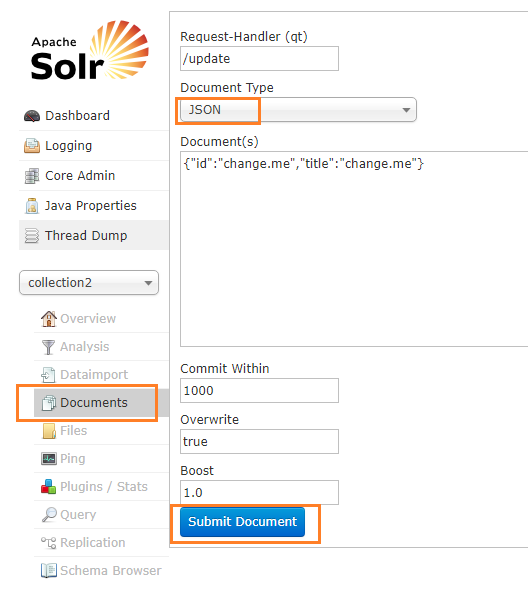 Apache
Solr
Dashboard
Logging
Core Admin
Java Properties
Thread Dump
collection2
Overview
Analysis
Dataimport
Documents
Files
Ping
Plugins / Stats
Query
Replication
Schema Browser
Request-Handler (qt)
/update
Document Type
JSON
Document(s)
{"id":"change.me","title":"change.me"}
Commit Within
1000
Overwrite
true
Boost
1.0
Submit Document